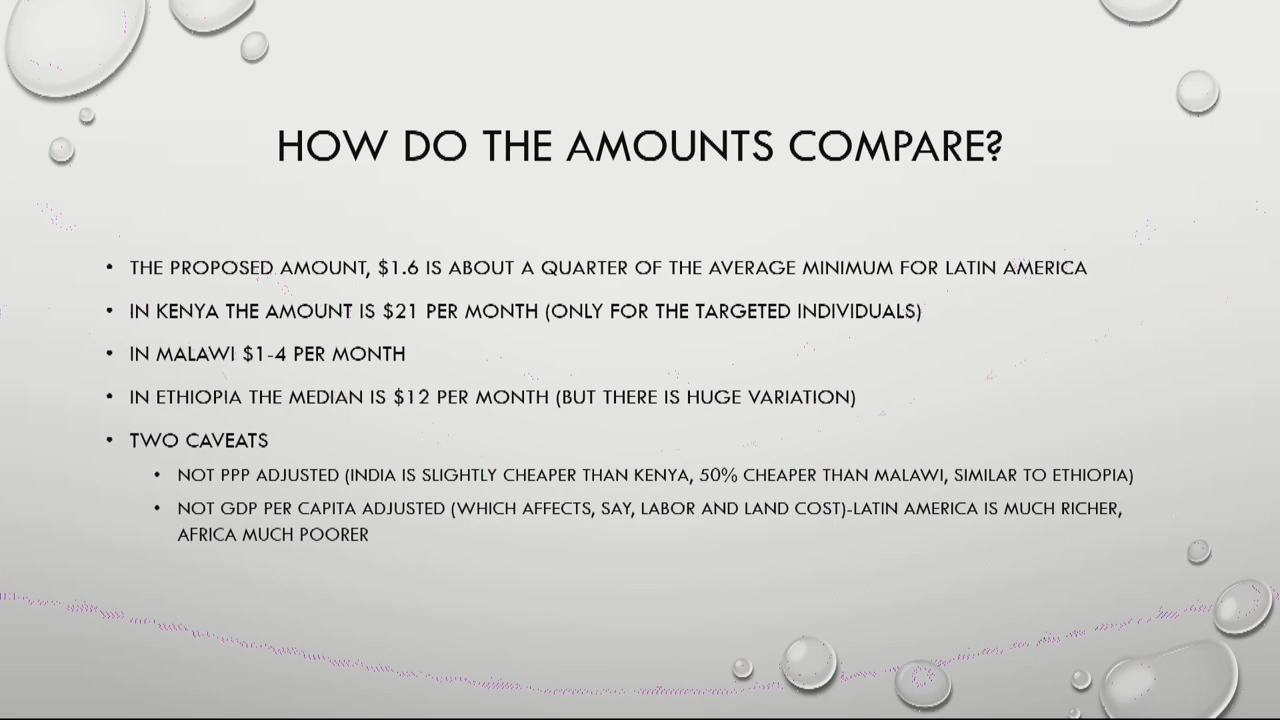 HOW DO THE AMOUNTS COMPARE?
• THE PROPOSED AMOUNT, $1.6 IS ABOUT A QUARTER OF THE AVERAGE MINIMUM FOR LATIN AMERICA
• IN KENYA THE AMOUNT IS $21 PER MONTH (ONLY FOR THE TARGETED INDIVIDUALS)
• IN MALAWI $1-4 PER MONTH
• IN ETHIOPIA THE MEDIAN IS $12 PER MONTH (BUT THERE IS HUGE VARIATION)
• TWO CAVEATS
• NOT PPP ADJUSTED (INDIA IS SLIGHTLY CHEAPER THAN KENYA, 50% CHEAPER THAN MALAWI, SIMILAR TO ETHIOPIA)
• NOT GDP PER CAPITA ADJUSTED (WHICH AFFECTS, SAY, LABOR AND LAND COST)-LATIN AMERICA IS MUCH RICHER,
AFRICA MUCH POORER